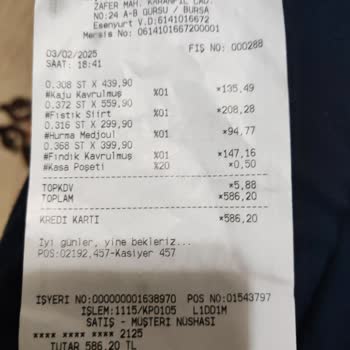 ZAFER MAH. KARANFİL CAD.
NO:24 A-B GÜRSU / BURSA
Esenyurt V.D:6141016672
Mersis No: 0614101667200001
03/02/2025
FİŞ NO: 000288
SAAT: 18:41
0.308 ST X 439,90
#Kaju Kavrulmuş %01 *135,49
0.372 ST X 559,90
#Fıstık Siirt %01 *208,28
0.316 ST X 299,90
#Hurma Medjoul %01 *94,77
0.368 ST X 399,90
#Fındık Kavrulmuş %01 *147,16
#Kasa Poşeti %20 *0,50
TOPKDV *5,88
TOPLAM *586,20
KREDİ KARTI *586,20
İyi günler, yine bekleriz...
POS:02192,457-Kasiyer 457
İŞYERİ NO:000000001638970 POS NO:01543797
İŞLEM:1115/KP0105 L1DD1M
SATIŞ - MÜŞTERİ NÜSHASI
**** **** **** 2125
TUTAR 586,20 TL